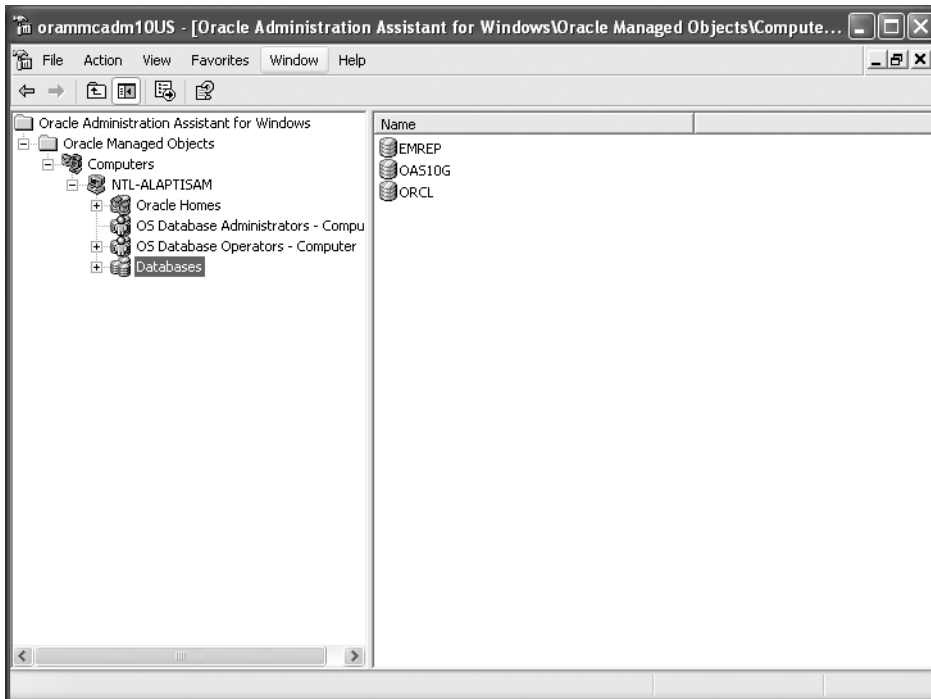 orammcadm10US - [Oracle Administration Assistant for Windows\Oracle Managed Objects\Compute...
File Action View Favorites Window Help
Oracle Administration Assistant for Windows
Oracle Managed Objects
Computers
NTL-ALAPTISAM
Oracle Homes
OS Database Administrators - Compu
OS Database Operators - Computer
Databases
Name
EMREP
OAS10G
ORCL